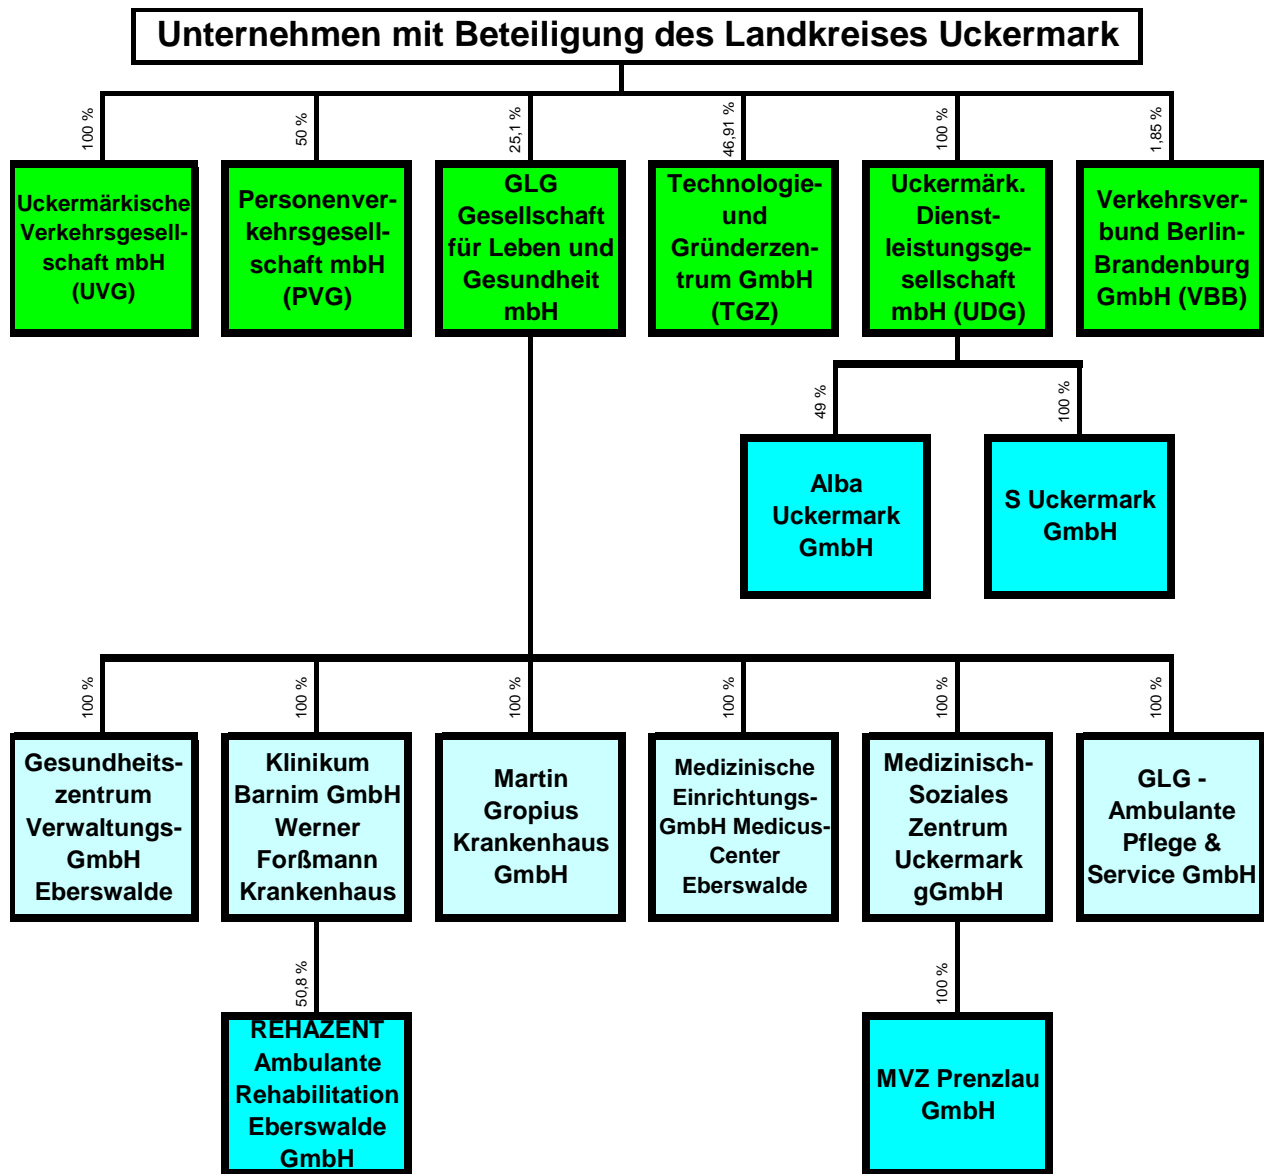 Unternehmen mit Beteiligung des Landkreises Uckermark
100 %
50 %
25,1 %
46,91 %
100 %
1,85 %
Uckermärkische
Verkehrsgesell-
schaft mbH
(UVG)
Personenver-
kehrsgesell-
schaft mbH
(PVG)
GLG
Gesellschaft
für Leben und
Gesundheit
mbH
Technologie-
und
Gründerzen-
trum GmbH
(TGZ)
Uckermärk.
Dienst-
leistungsge-
sellschaft
mbH (UDG)
Verkehrsver-
bund Berlin-
Brandenburg
GmbH (VBB)
49 %
100 %
Alba
Uckermark
GmbH
S Uckermark
GmbH
100 %
100 %
100 %
100 %
100 %
100 %
Gesundheits-
zentrum
Verwaltungs-
GmbH
Eberswalde
Klinikum
Barnim GmbH
Werner
Forßmann
Krankenhaus
Martin
Gropius
Krankenhaus
GmbH
Medizinische
Einrichtungs-
GmbH Medicus-
Center
Eberswalde
Medizinisch-
Soziales
Zentrum
Uckermark
gGmbH
GLG -
Ambulante
Pflege &
Service GmbH
50,8 %
100 %
REHAZENT
Ambulante
Rehabilitation
Eberswalde
GmbH
MVZ Prenzlau
GmbH